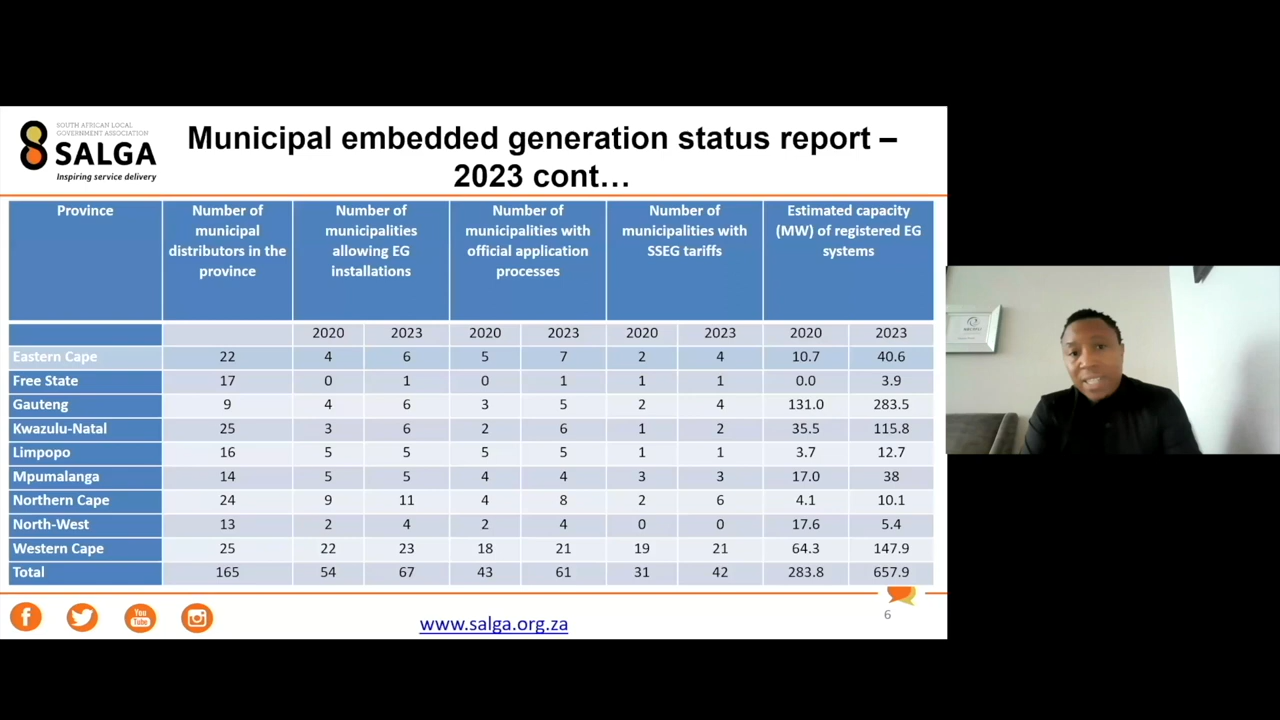 SOUTH AFRICAN LOCAL
GOVERNMENT ASSOCIATION
SALGA
Inspiring service delivery
Municipal embedded generation status report –
2023 cont…
Province
Number of
municipal
distributors in the
province
Number of
municipalities
allowing EG
installations
Number of
municipalities with
official application
processes
Number of
municipalities with
SSEG tariffs
Estimated capacity
(MW) of registered EG
systems
2020 2023 2020 2023 2020 2023 2020 2023
Eastern Cape 22 4 6 5 7 2 4 10.7 40.6
Free State 17 0 1 0 1 1 1 0.0 3.9
Gauteng 9 4 6 3 5 2 4 131.0 283.5
Kwazulu-Natal 25 3 6 2 6 1 2 35.5 115.8
Limpopo 16 5 5 5 5 1 1 3.7 12.7
Mpumalanga 14 5 5 4 4 3 3 17.0 38
Northern Cape 24 9 11 4 8 2 6 4.1 10.1
North-West 13 2 4 2 4 0 0 17.6 5.4
Western Cape 25 22 23 18 21 19 21 64.3 147.9
Total 165 54 67 43 61 31 42 283.8 657.9
You
Tube
www.salga.org.za
6